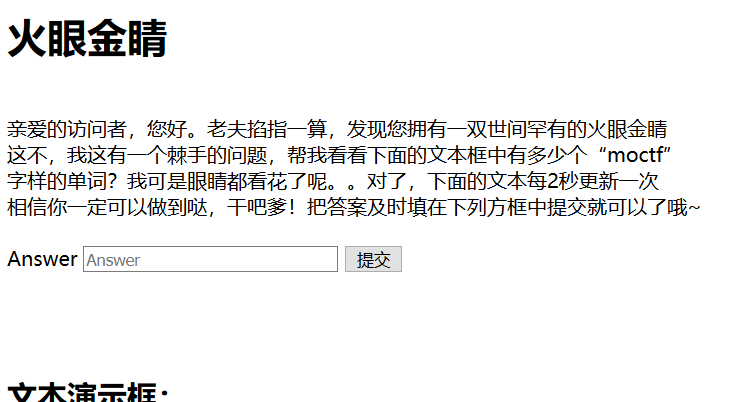 火眼金睛
亲爱的访问者，您好。老夫掐指一算，发现您拥有一双世间罕有的火眼金睛
这不，我这有一个棘手的问题，帮我看看下面的文本框中有多少个“moctf”
字样的单词？我可是眼睛都看花了呢。。对了，下面的文本每2秒更新一次
相信你一定可以做到哒，干吧爹！把答案及时填在下列方框中提交就可以了哦~
Answer Answer 提交
文本演示框：